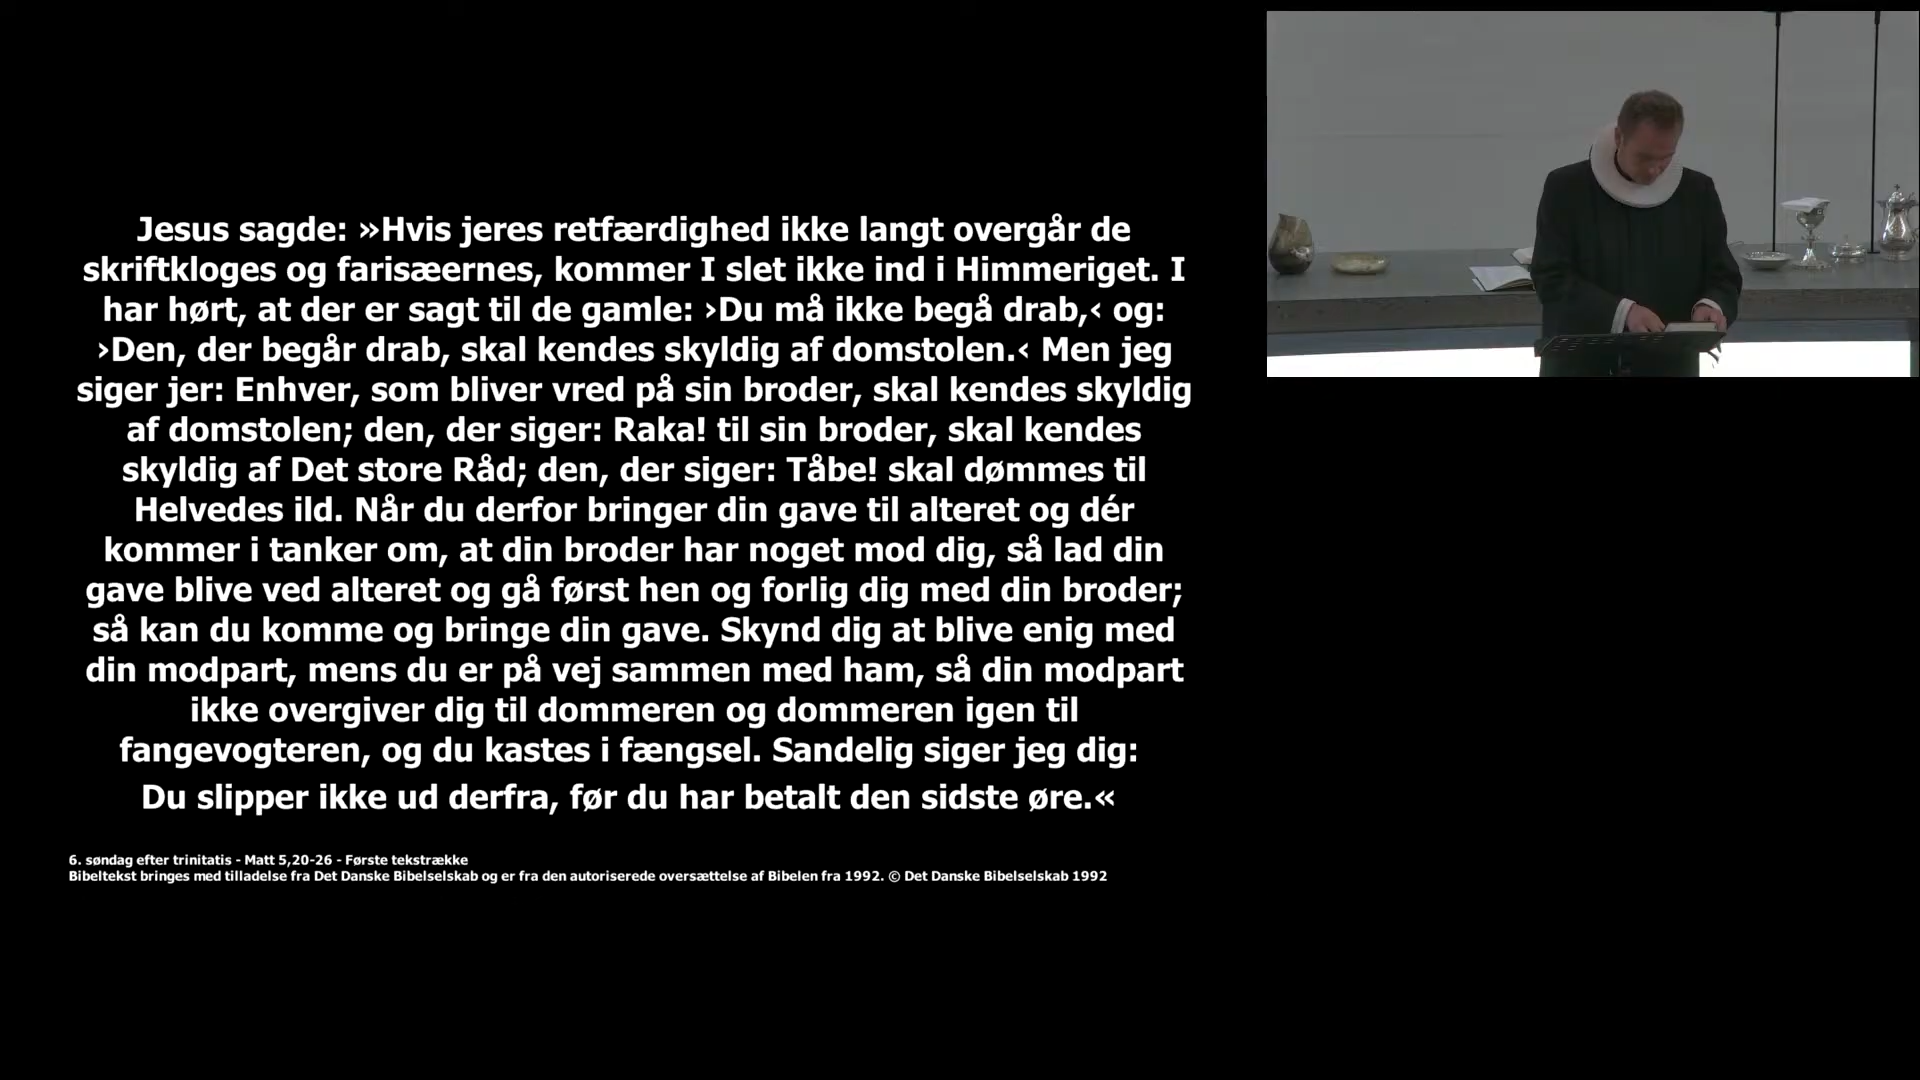 Jesus sagde: »Hvis jeres retfærdighed ikke langt overgår de
skriftkloges og farisæernes, kommer I slet ikke ind i Himmeriget. I
har hørt, at der er sagt til de gamle: ›Du må ikke begå drab,‹ og:
›Den, der begår drab, skal kendes skyldig af domstolen.‹ Men jeg
siger jer: Enhver, som bliver vred på sin broder, skal kendes skyldig
af domstolen; den, der siger: Raka! til sin broder, skal kendes
skyldig af Det store Råd; den, der siger: Tåbe! skal dømmes til
Helvedes ild. Når du derfor bringer din gave til alteret og dér
kommer i tanker om, at din broder har noget mod dig, så lad din
gave blive ved alteret og gå først hen og forlig dig med din broder;
så kan du komme og bringe din gave. Skynd dig at blive enig med
din modpart, mens du er på vej sammen med ham, så din modpart
ikke overgiver dig til dommeren og dommeren igen til
fangevogteren, og du kastes i fængsel. Sandelig siger jeg dig:
Du slipper ikke ud derfra, før du har betalt den sidste øre.«
6. søndag efter trinitatis - Matt 5,20-26 - Første tekstrække
Bibeltekst bringes med tilladelse fra Det Danske Bibelselskab og er fra den autoriserede oversættelse af Bibelen fra 1992. © Det Danske Bibelselskab 1992